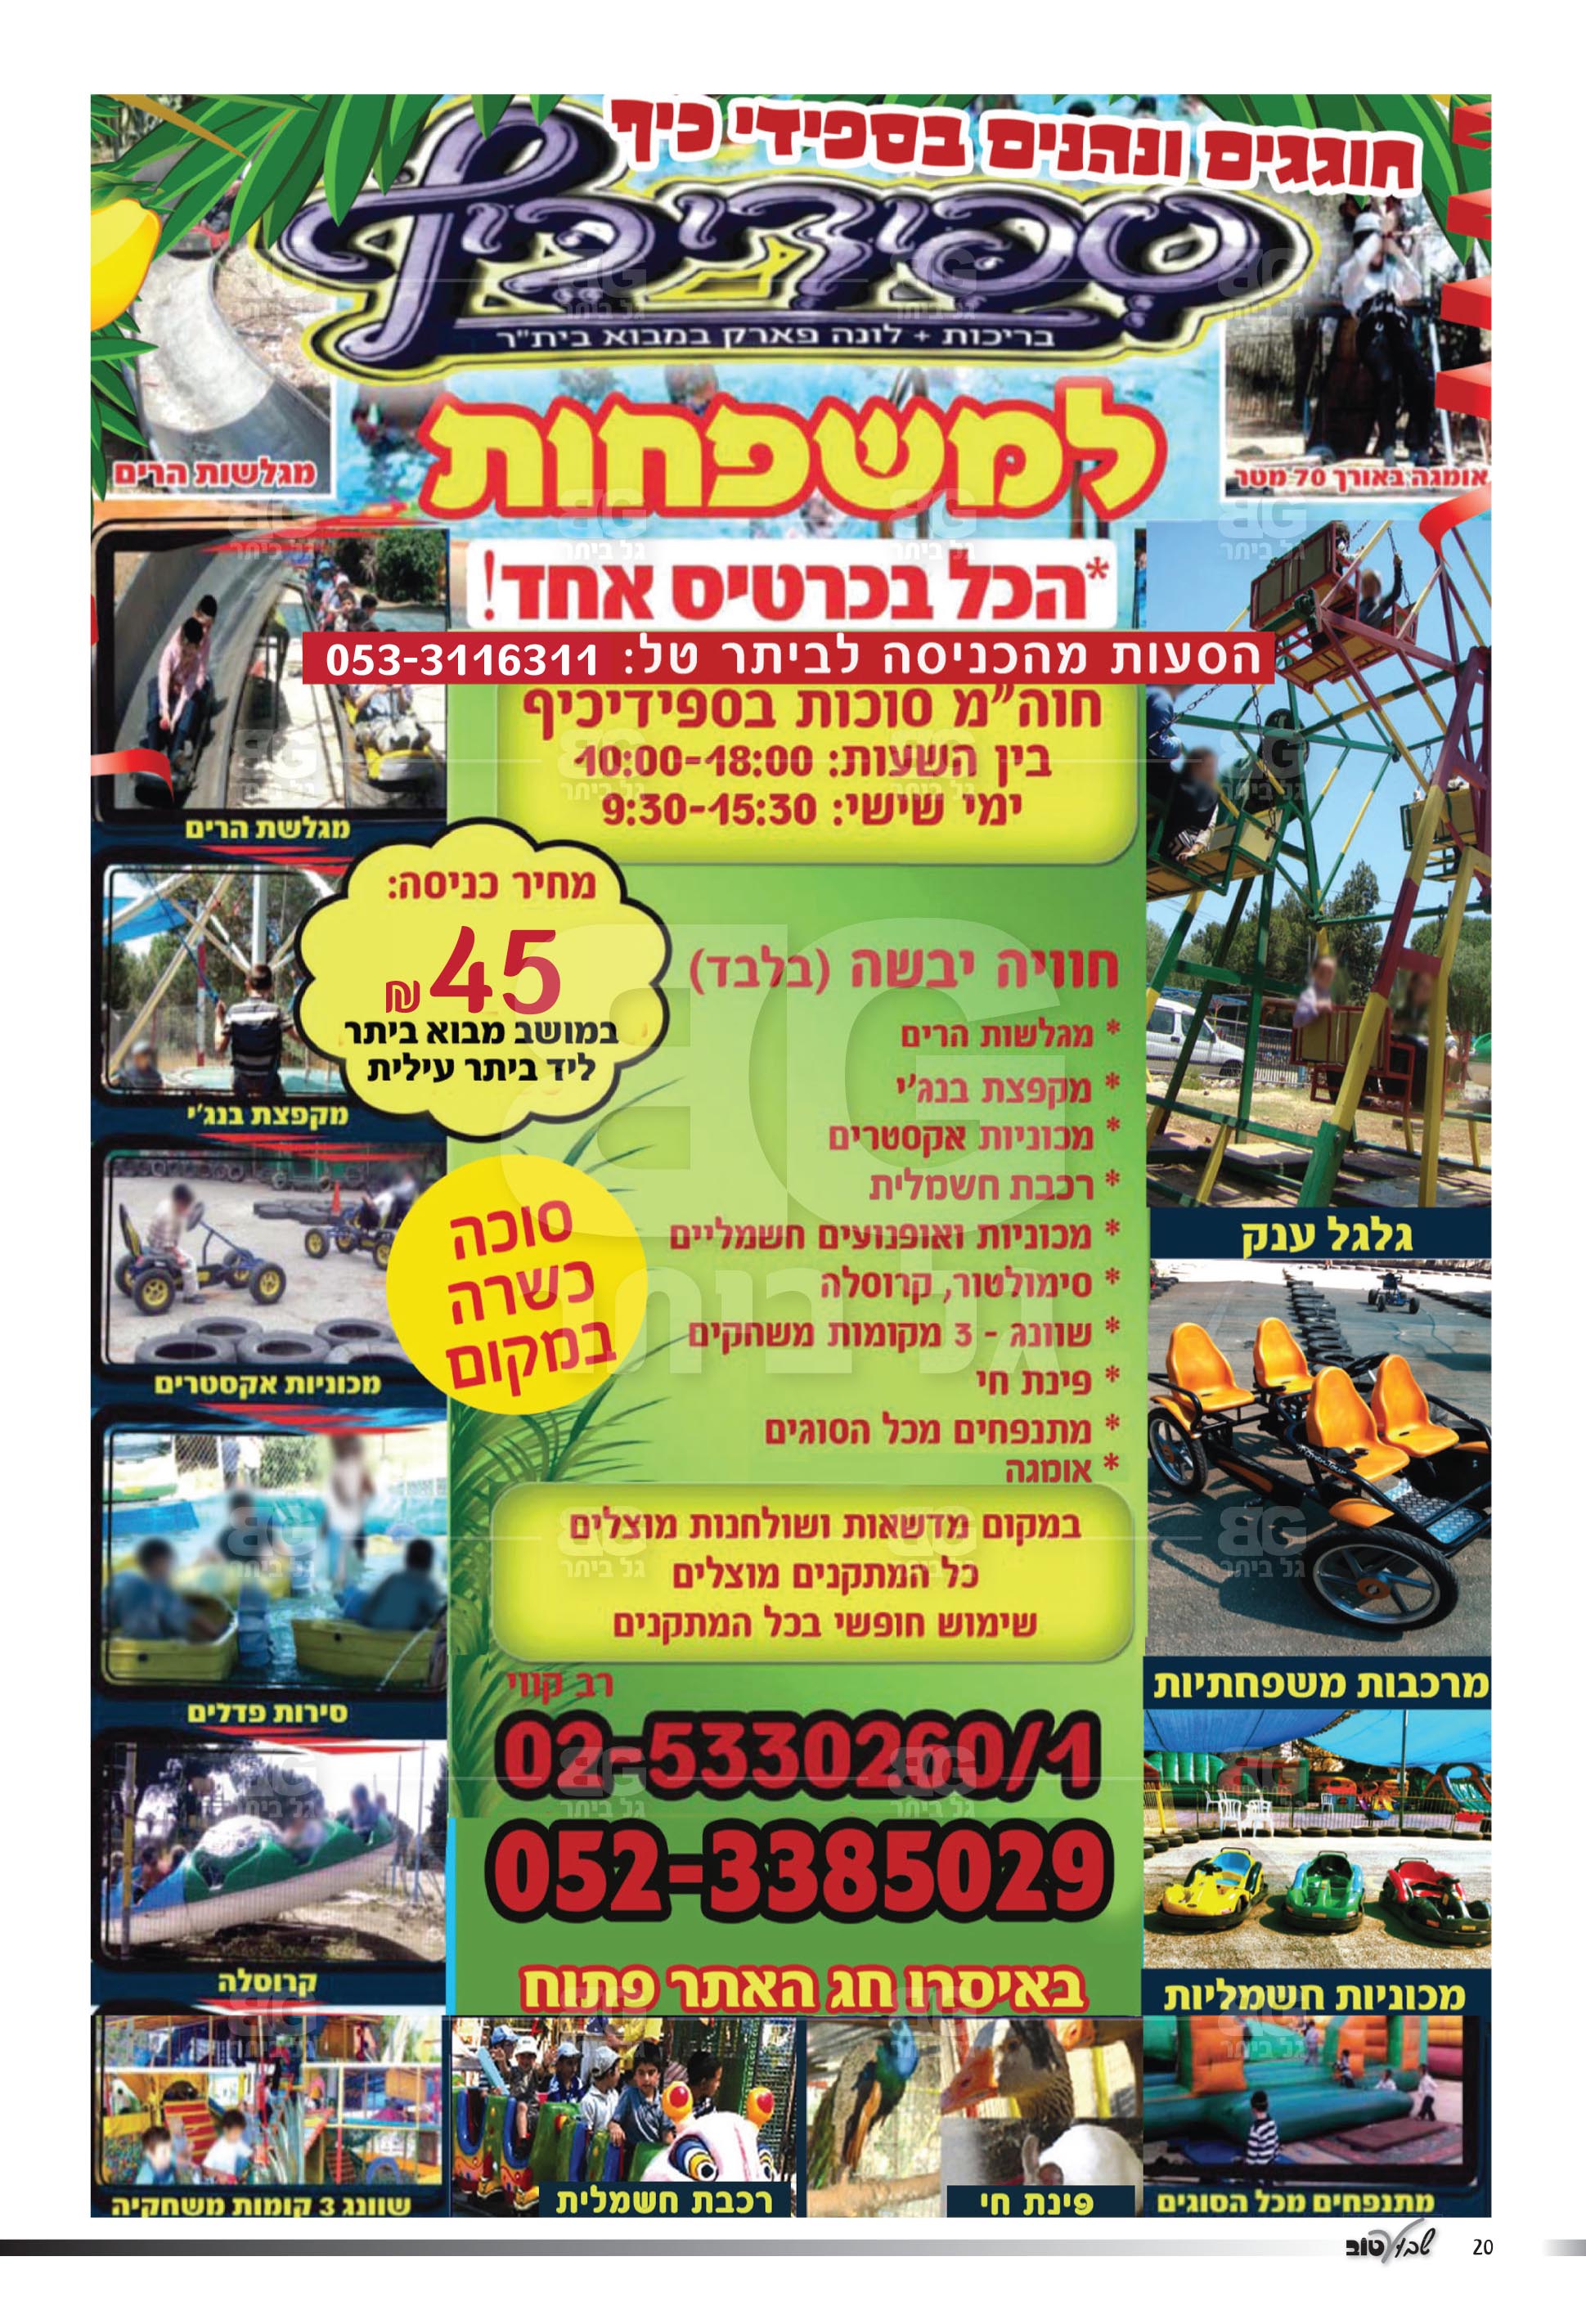 חוגגים ונהנים בספידי כיף
ספידיכיף
בריכות + לונה פארק במבוא בית"ר
מגלשות הרים
אומגה באורך 70 מטר
למשפחות
*הכל בכרטיס אחד!
הסעות מהכניסה לביתר טל: 053-3116311
חוה"מ סוכות בספידיכיף
בין השעות: 10:00-18:00
ימי שישי: 9:30-15:30
מגלשת הרים
מחיר כניסה:
45 ₪
במושב מבוא ביתר
ליד ביתר עילית
מקפצת בנג'י
חוויה יבשה (בלבד)
* מגלשות הרים
* מקפצת בנג'י
* מכוניות אקסטרים
* רכבת חשמלית
* מכוניות ואופנועים חשמליים
* סימולטור, קרוסלה
* שוונג - 3 מקומות משחקים
* פינת חי
* מתנפחים מכל הסוגים
* אומגה
סוכה
כשרה
במקום
גלגל ענק
מכוניות אקסטרים
במקום מדשאות ושולחנות מוצלים
כל המתקנים מוצלים
שימוש חופשי בכל המתקנים
מרכבות משפחתיות
סירות פדלים
רב קווי
02-5330260/1
052-3385029
קרוסלה
באיסרו חג האתר פתוח
מכוניות חשמליות
שוונג 3 קומות משחקיה
רכבת חשמלית
פינת חי
מתנפחים מכל הסוגים
BG
גל ביתר
שבוע טוב
20